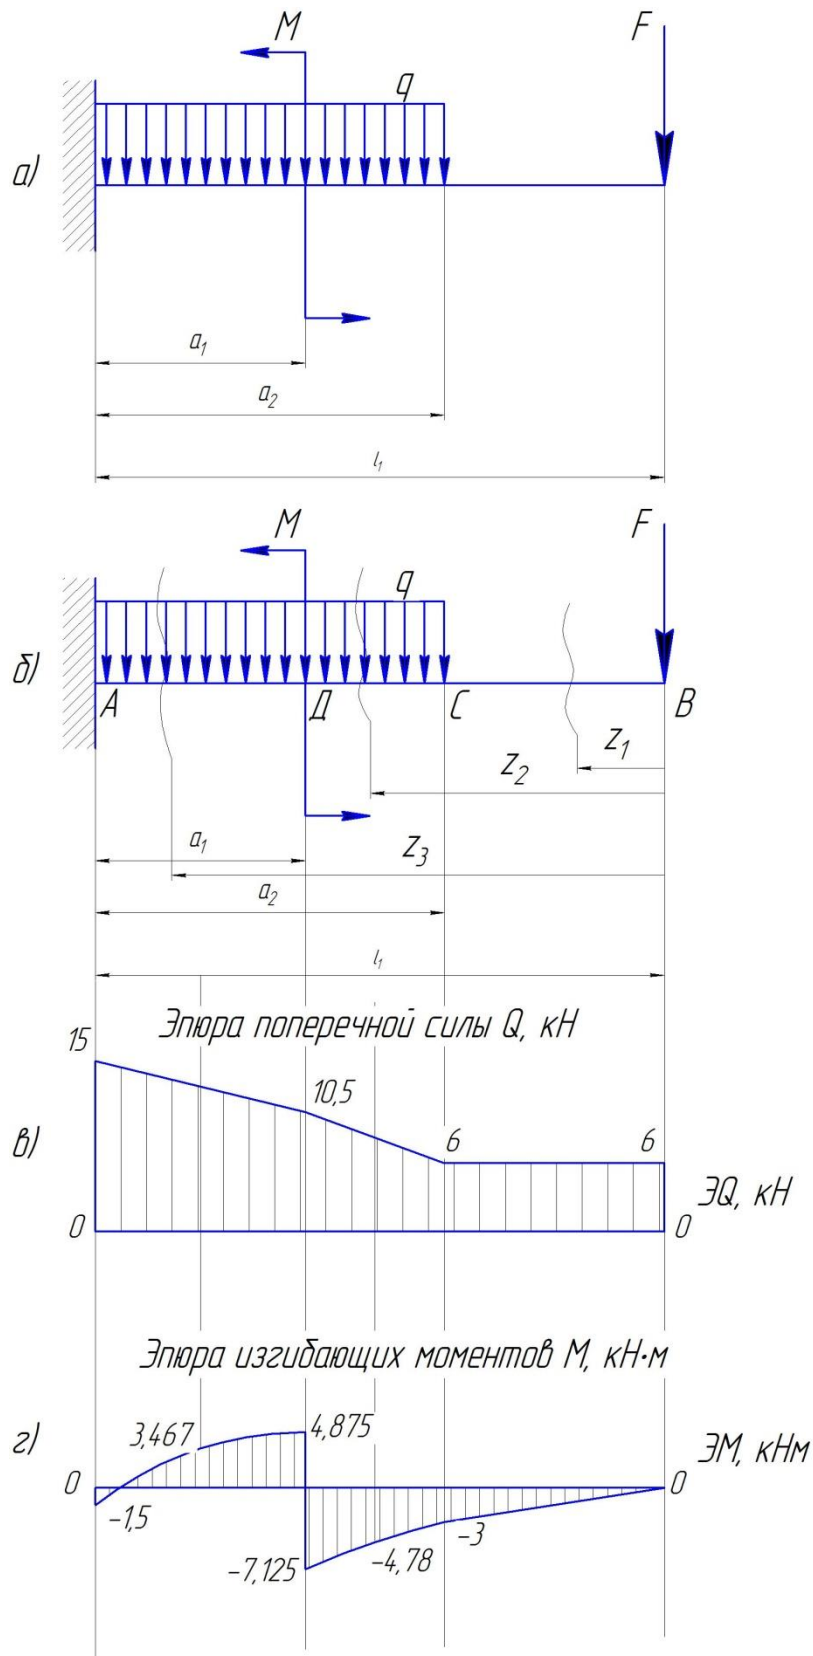 M
F
q
а)
a₁
a₂
l₁
M
F
q
б)
А
Д
С
В
Z₁
Z₂
a₁
Z₃
a₂
l₁
Эпюра поперечной силы Q, кН
15
10,5
в)
6
6
ЭQ, кН
0
0
Эпюра изгибающих моментов М, кН·м
3,467
4,875
г)
ЭМ, кНм
0
0
-1,5
-3
-4,78
-7,125